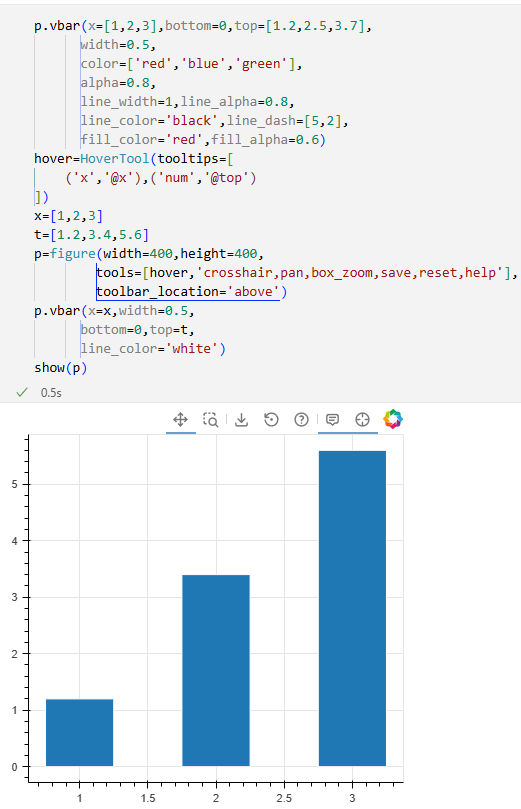 p.vbar(x=[1,2,3],bottom=0,top=[1.2,2.5,3.7],
width=0.5,
color=['red','blue','green'],
alpha=0.8,
line_width=1,line_alpha=0.8,
line_color='black',line_dash=[5,2],
fill_color='red',fill_alpha=0.6)
hover=HoverTool(tooltips=[
('x','@x'),('num','@top')
])
x=[1,2,3]
t=[1.2,3.4,5.6]
p=figure(width=400,height=400,
tools=[hover,'crosshair,pan,box_zoom,save,reset,help'],
toolbar_location='above')
p.vbar(x=x,width=0.5,
bottom=0,top=t,
line_color='white')
show(p)
0.5s
5
4
3
2
1
0
1 1.5 2 2.5 3